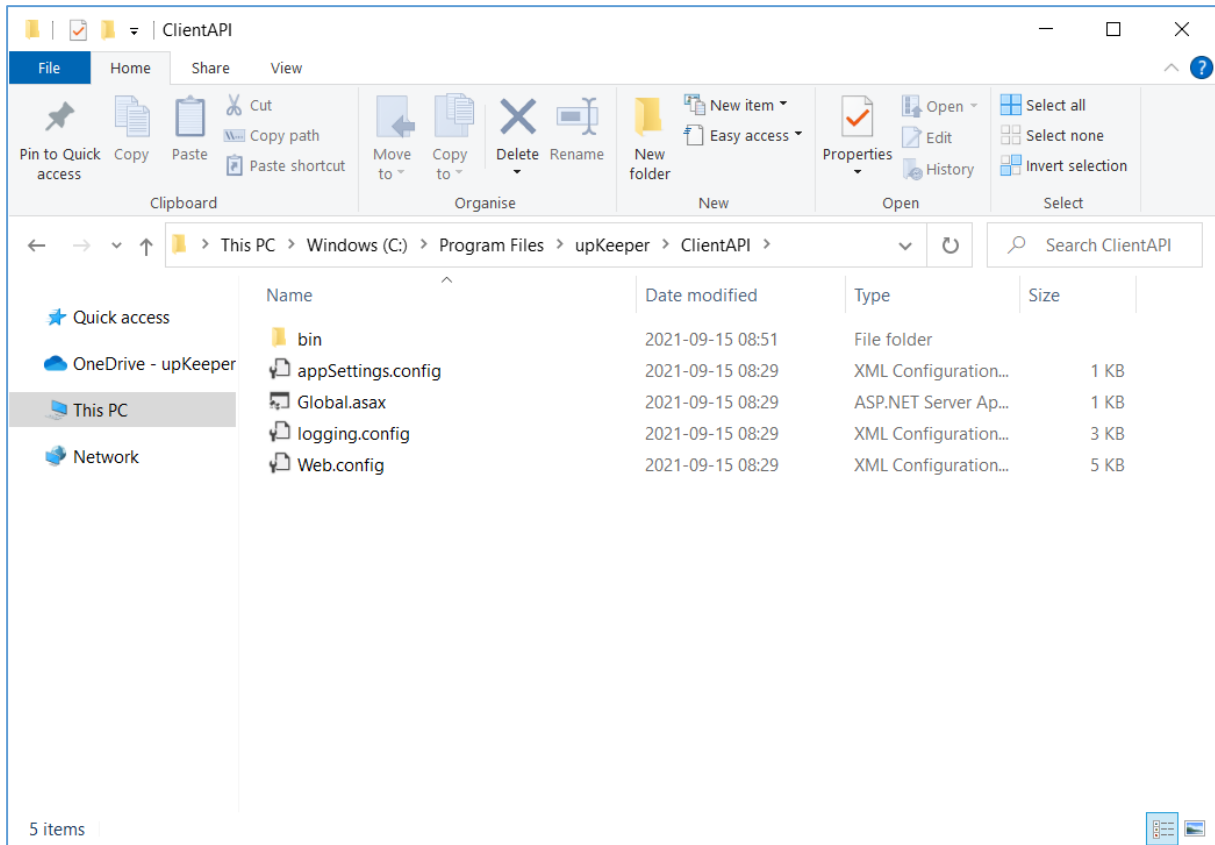 ClientAPI
File Home Share View
Pin to Quick access
Copy
Paste
Cut
Copy path
Paste shortcut
Move to
Copy to
Delete
Rename
New folder
New item
Easy access
Properties
Open
Edit
History
Select all
Select none
Invert selection
Clipboard Organise New Open Select
This PC > Windows (C:) > Program Files > upKeeper > ClientAPI >
Search ClientAPI
Quick access
OneDrive - upKeeper
This PC
Network
Name Date modified Type Size
bin 2021-09-15 08:51 File folder
appSettings.config 2021-09-15 08:29 XML Configuration... 1 KB
Global.asax 2021-09-15 08:29 ASP.NET Server Ap... 1 KB
logging.config 2021-09-15 08:29 XML Configuration... 3 KB
Web.config 2021-09-15 08:29 XML Configuration... 5 KB
5 items